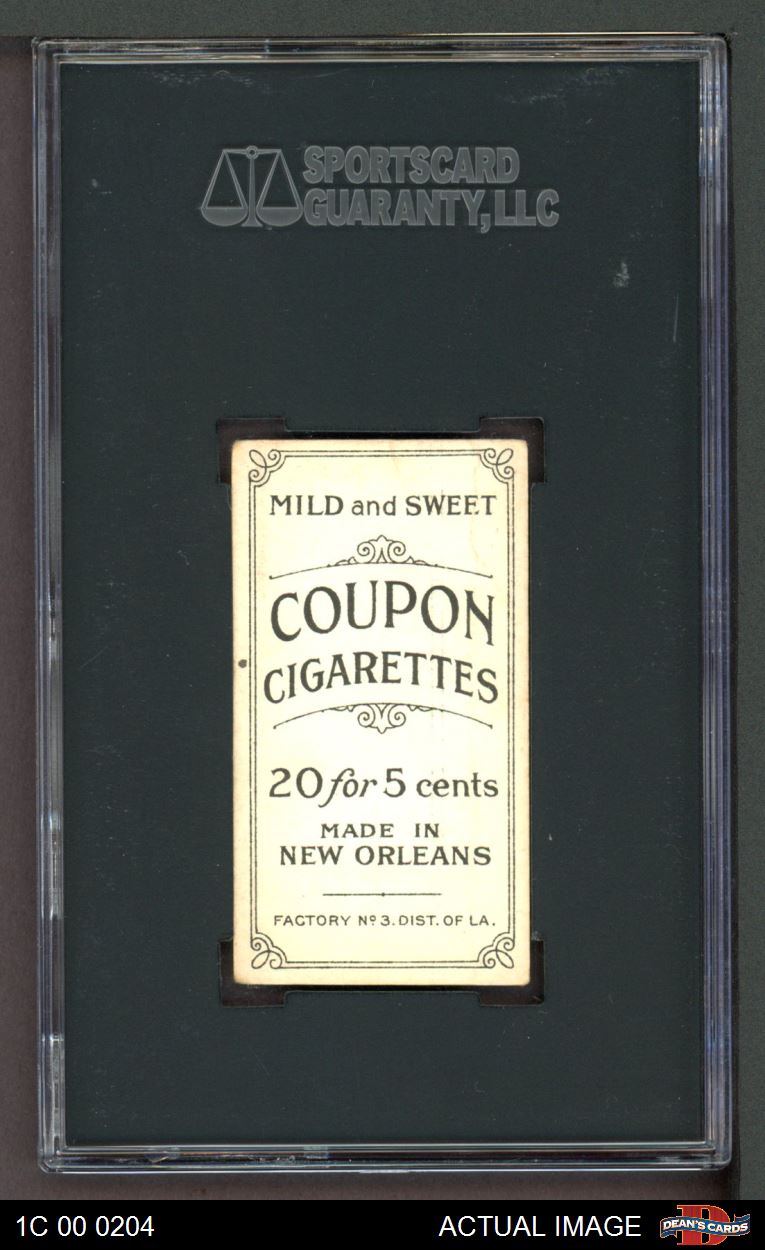 SPORTSCARD
GUARANTY, LLC
MILD and SWEET
COUPON
CIGARETTES
20 for 5 cents
MADE IN
NEW ORLEANS
FACTORY Nº 3. DIST. OF LA.
1C 00 0204
ACTUAL IMAGE
DEAN'S CARDS